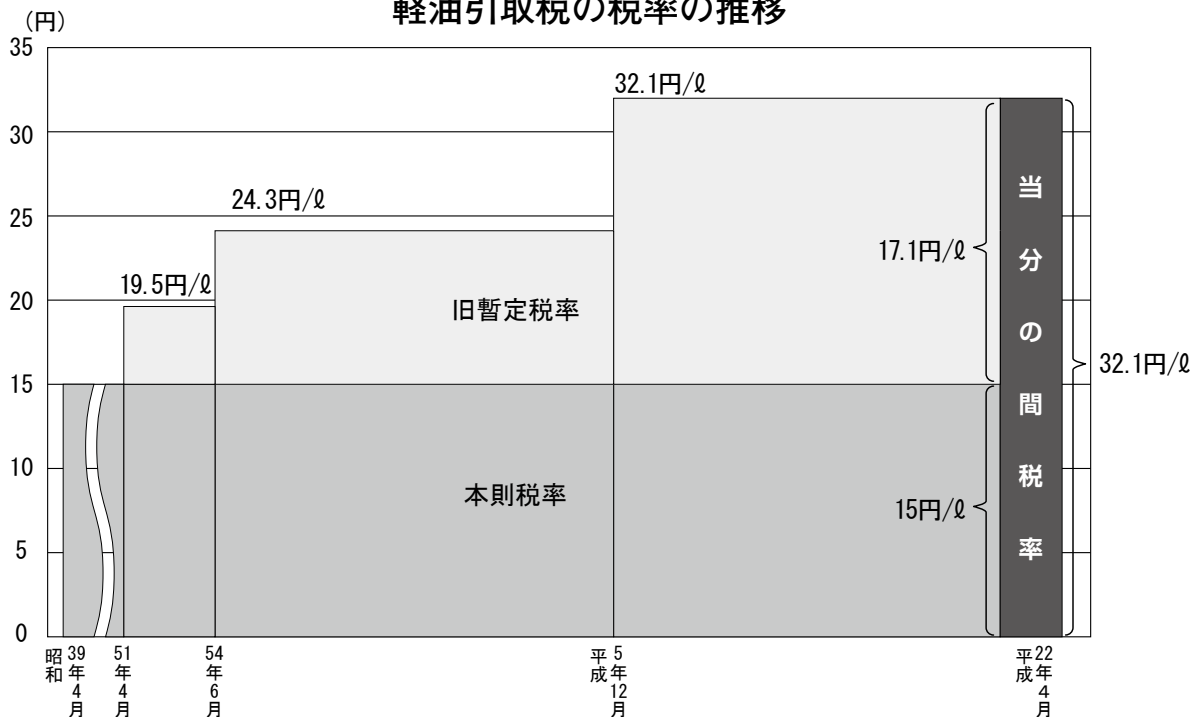 軽油引取税の税率の推移
（円）
35
30
25
20
15
10
5
0
19.5円/ℓ
24.3円/ℓ
32.1円/ℓ
旧暫定税率
本則税率
17.1円/ℓ
15円/ℓ
当分の間税率
32.1円/ℓ
昭和39年4月
51年4月
54年6月
平成5年12月
平成22年4月